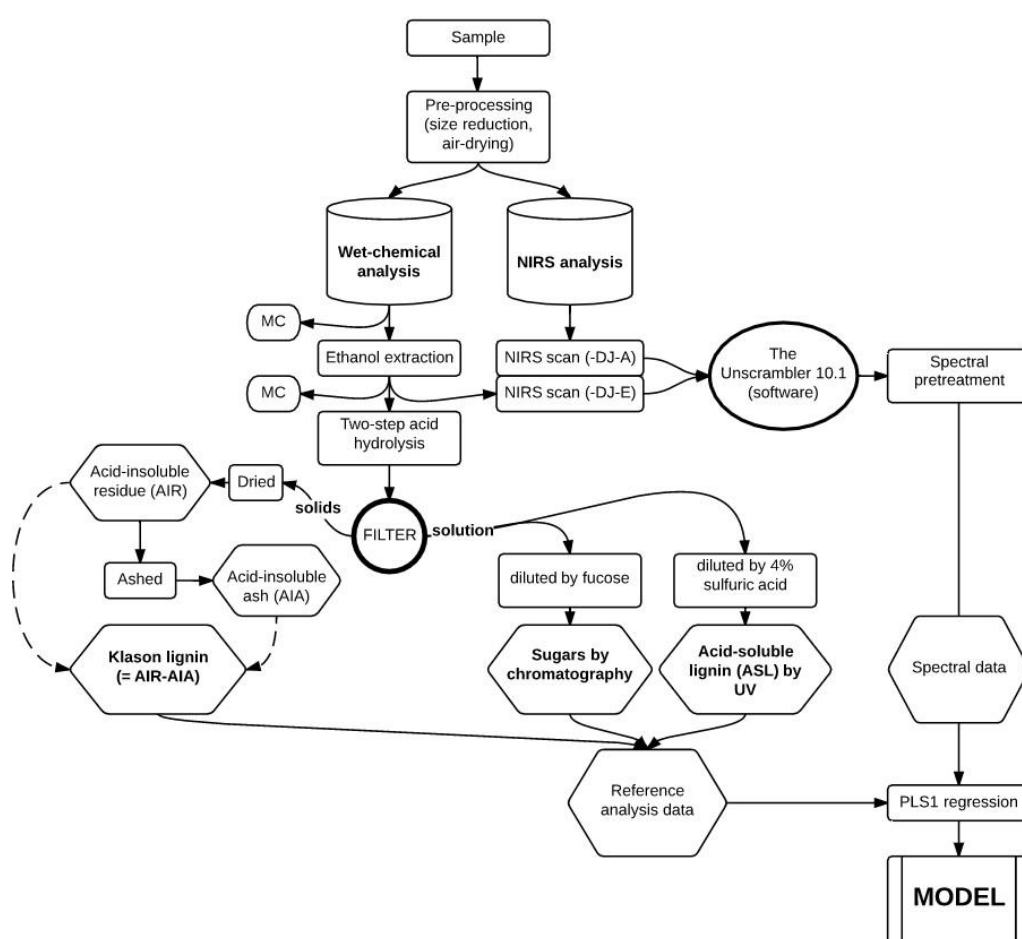 Sample
Pre-processing
(size reduction,
air-drying)
Wet-chemical
analysis
NIRS analysis
MC
Ethanol extraction
NIRS scan (-DJ-A)
The
Unscrambler 10.1
(software)
Spectral
pretreatment
MC
NIRS scan (-DJ-E)
Two-step acid
hydrolysis
Acid-insoluble
residue (AIR)
Dried
solids
FILTER
solution
Ashed
Acid-insoluble
ash (AIA)
diluted by fucose
diluted by 4%
sulfuric acid
Klason lignin
(= AIR-AIA)
Sugars by
chromatography
Acid-soluble
lignin (ASL) by
UV
Spectral data
Reference
analysis data
PLS1 regression
MODEL